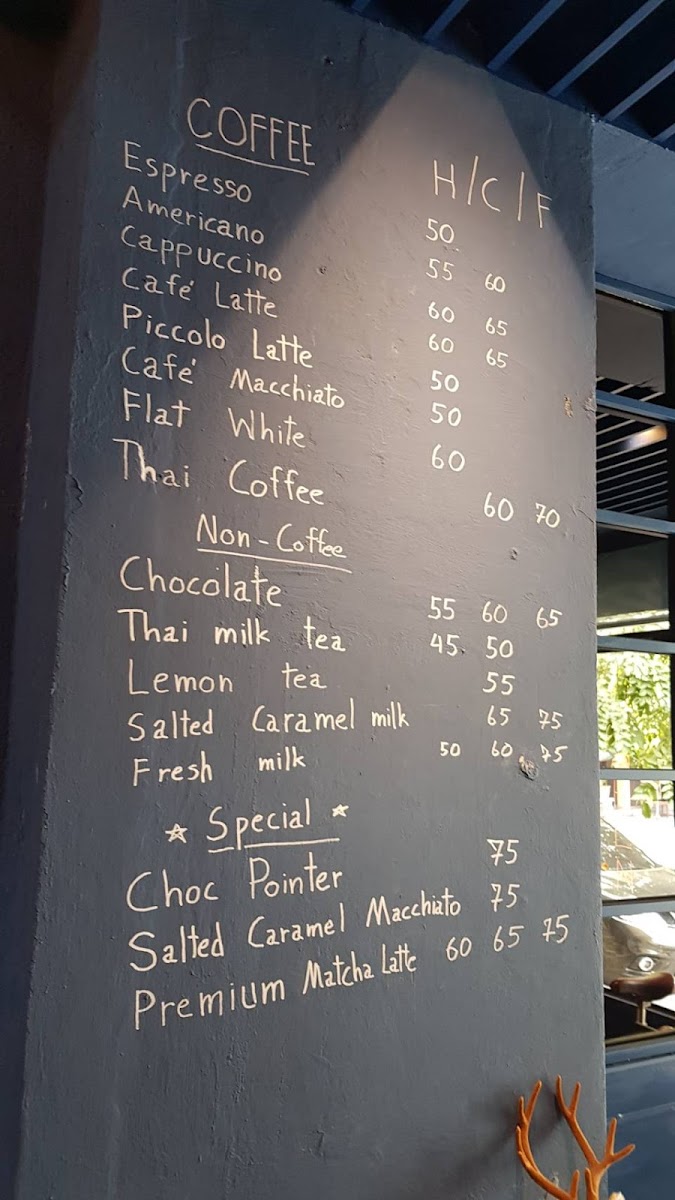 COFFEE H/C/F
Espresso 50
Americano 55 60
Cappuccino 60 65
Café Latte 60 65
Piccolo Latte 50
Café Macchiato 50
Flat White 60
Thai Coffee 60 70
Non-Coffee
Chocolate 55 60 65
Thai milk tea 45 50
Lemon tea 55
Salted Caramel milk 65 75
Fresh milk 50 60 75
☆ Special ☆
Choc Pointer 75
Salted Caramel Macchiato 75
Premium Matcha Latte 60 65 75